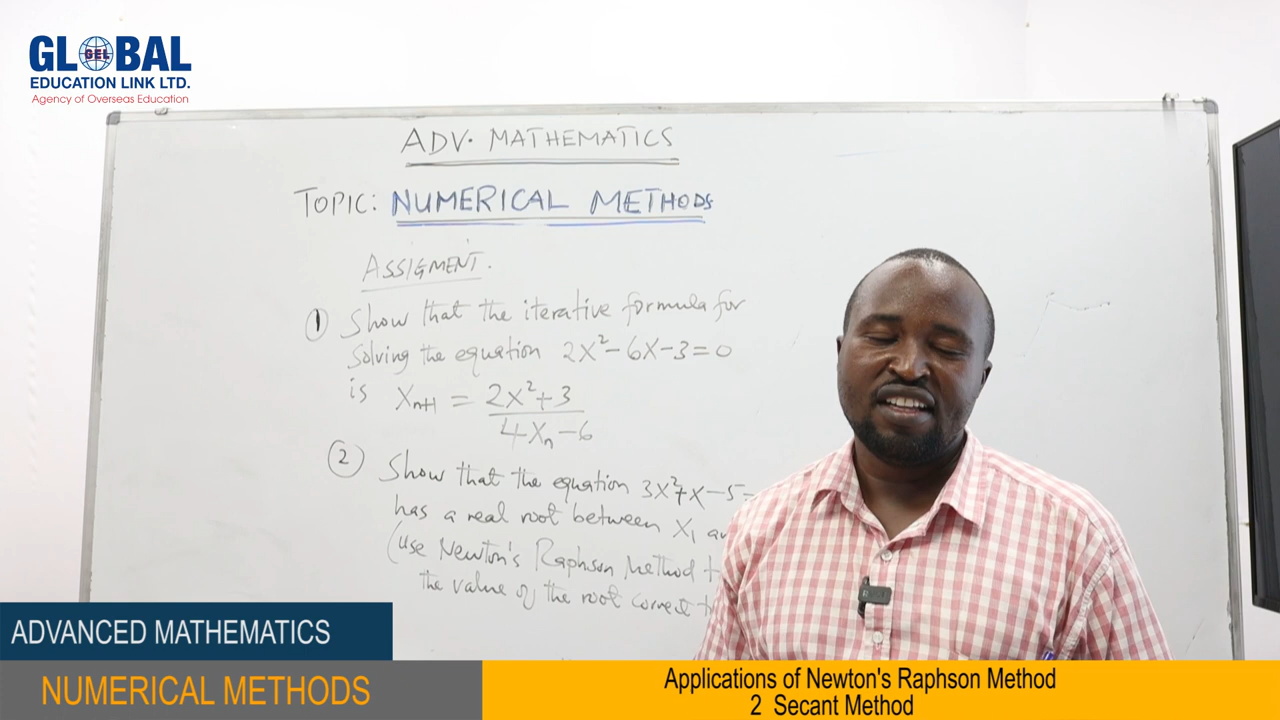 GLOBAL
GEL
EDUCATION LINK LTD.
Agency of Overseas Education
ADV. MATHEMATICS
TOPIC: NUMERICAL METHODS
ASSIGMENT.
1 Show that the iterative formula for
Solving the equation 2x²-6x-3=0
is Xn+1 = 2x²+3
4Xn-6
2 Show that the equation 3x²+x-5=
has a real root between X1
(use Newton's Raphson Method
the value of the root correct
ADVANCED MATHEMATICS
NUMERICAL METHODS
Applications of Newton's Raphson Method
2 Secant Method